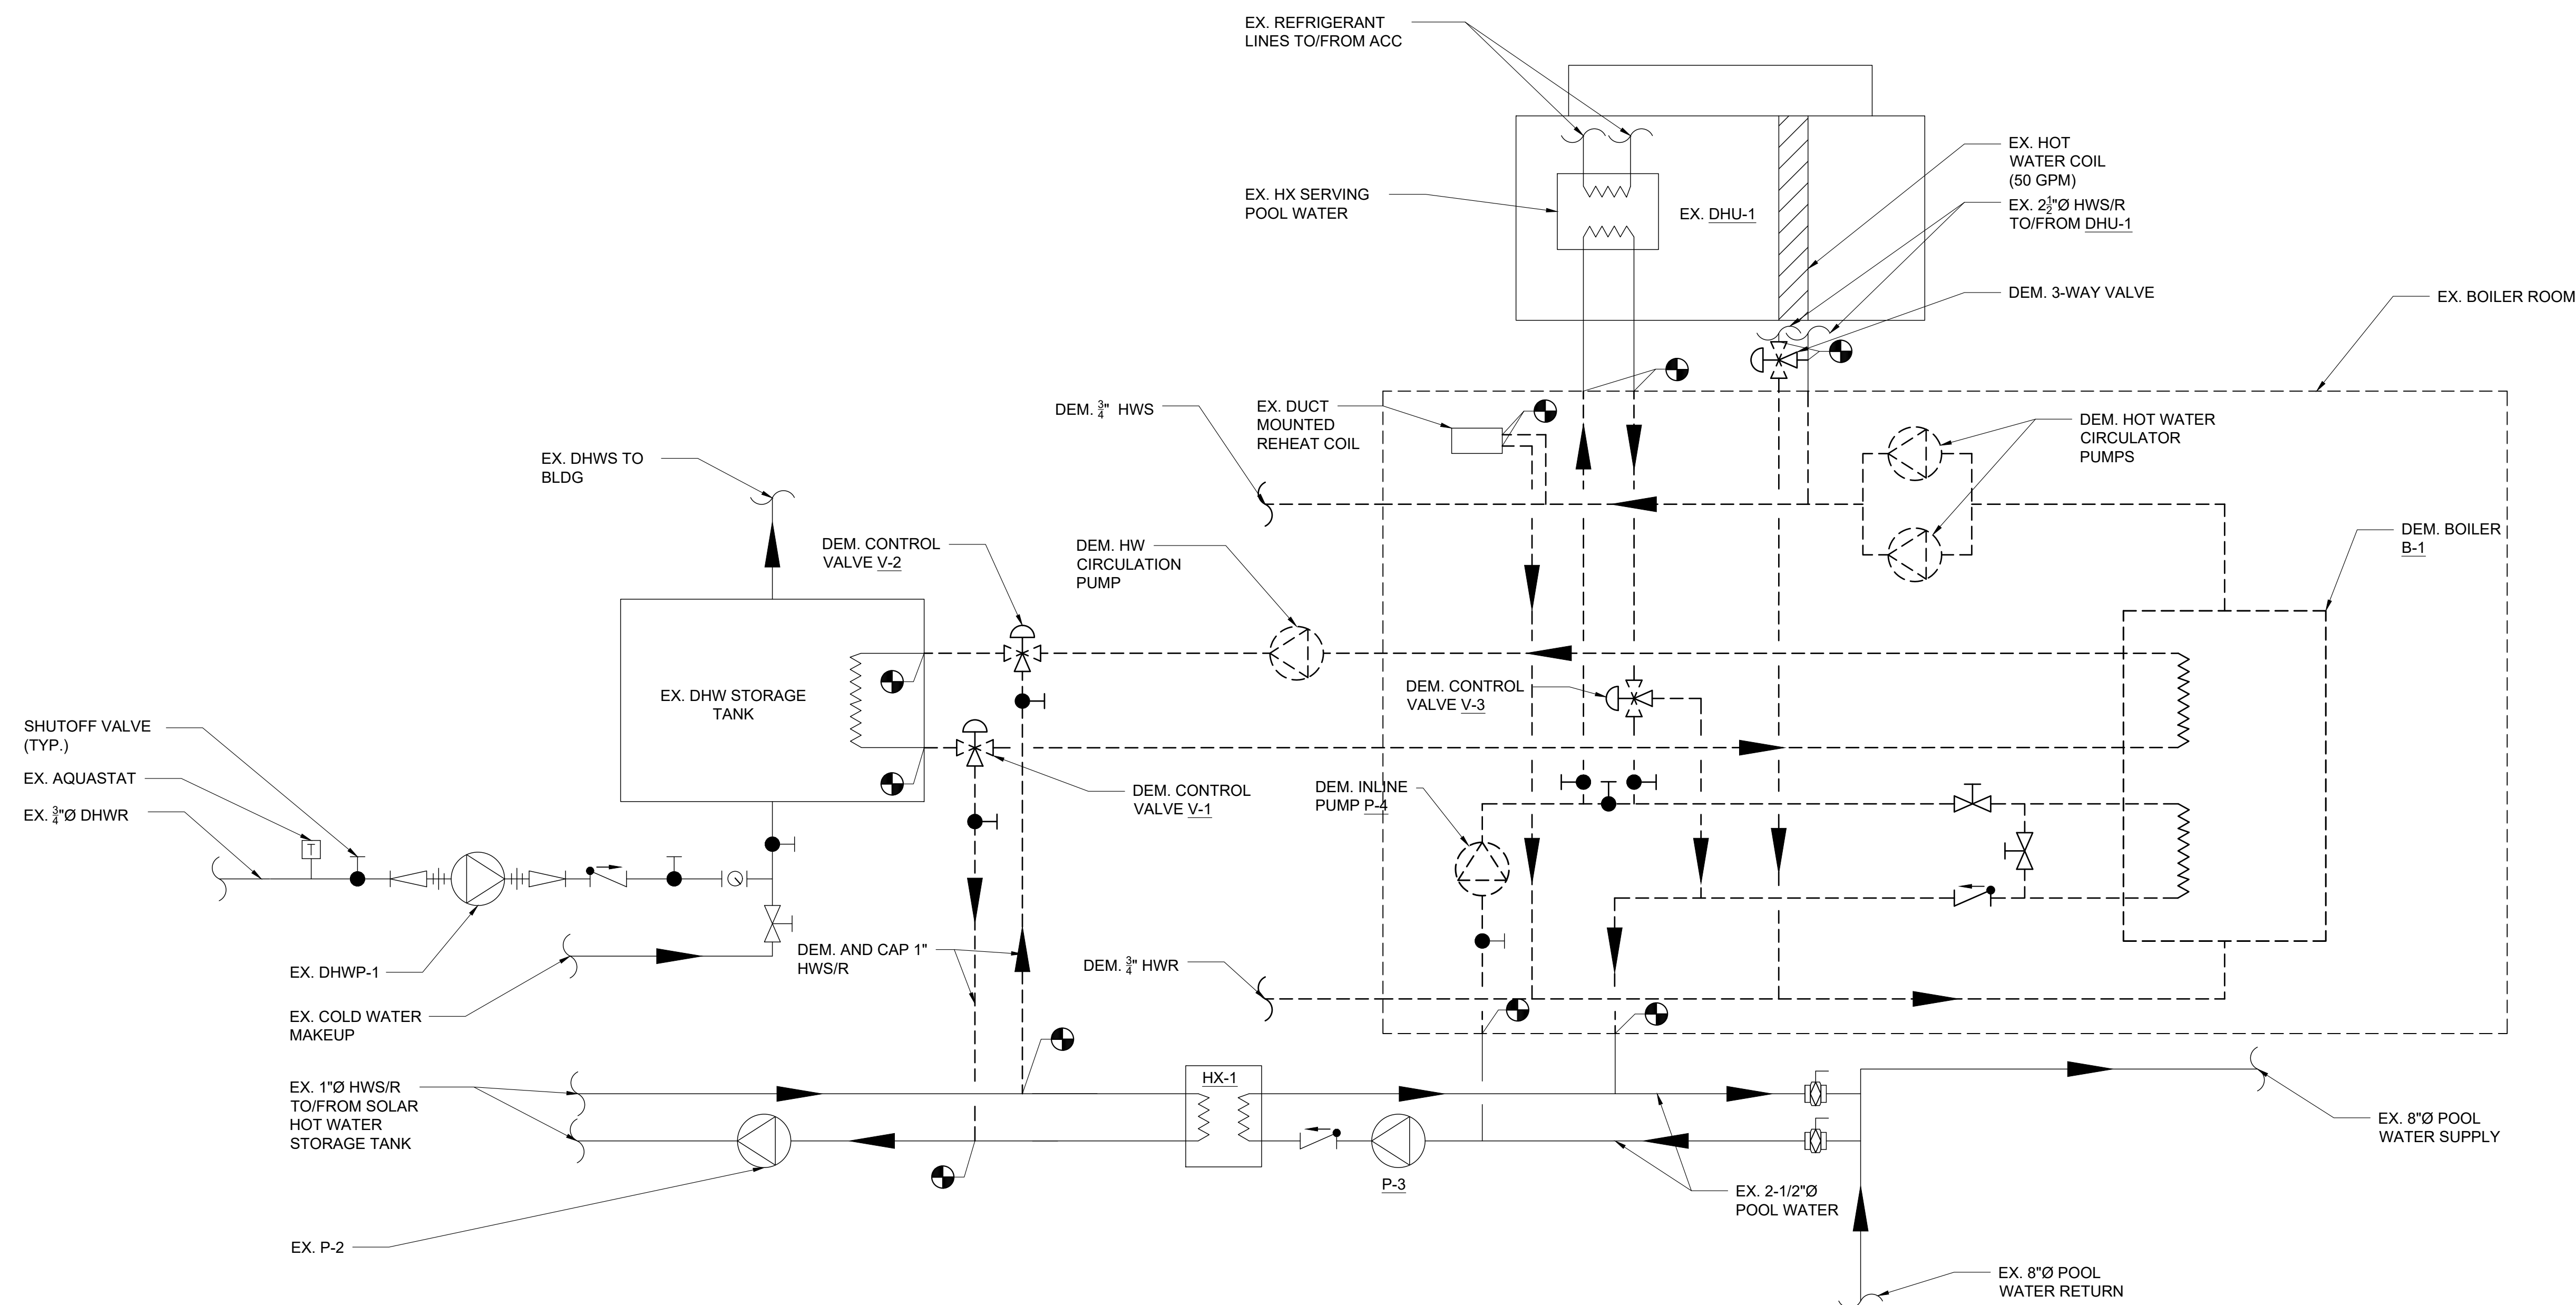 EX. REFRIGERANT
LINES TO/FROM ACC
EX. HX SERVING
POOL WATER
EX. DHU-1
EX. HOT
WATER COIL
(50 GPM)
EX. 2½"Ø HWS/R
TO/FROM DHU-1
DEM. 3-WAY VALVE
EX. BOILER ROOM
DEM. ¾" HWS
EX. DUCT
MOUNTED
REHEAT COIL
DEM. HOT WATER
CIRCULATOR
PUMPS
EX. DHWS TO
BLDG
DEM. CONTROL
VALVE V-2
DEM. HW
CIRCULATION
PUMP
DEM. BOILER
B-1
EX. DHW STORAGE
TANK
DEM. CONTROL
VALVE V-3
SHUTOFF VALVE
(TYP.)
EX. AQUASTAT
EX. ¾"Ø DHWR
T
DEM. CONTROL
VALVE V-1
DEM. INLINE
PUMP P-4
EX. DHWP-1
DEM. AND CAP 1"
HWS/R
DEM. ¾" HWR
EX. COLD WATER
MAKEUP
EX. 1"Ø HWS/R
TO/FROM SOLAR
HOT WATER
STORAGE TANK
HX-1
P-3
EX. 8"Ø POOL
WATER SUPPLY
EX. 2-1/2"Ø
POOL WATER
EX. P-2
EX. 8"Ø POOL
WATER RETURN